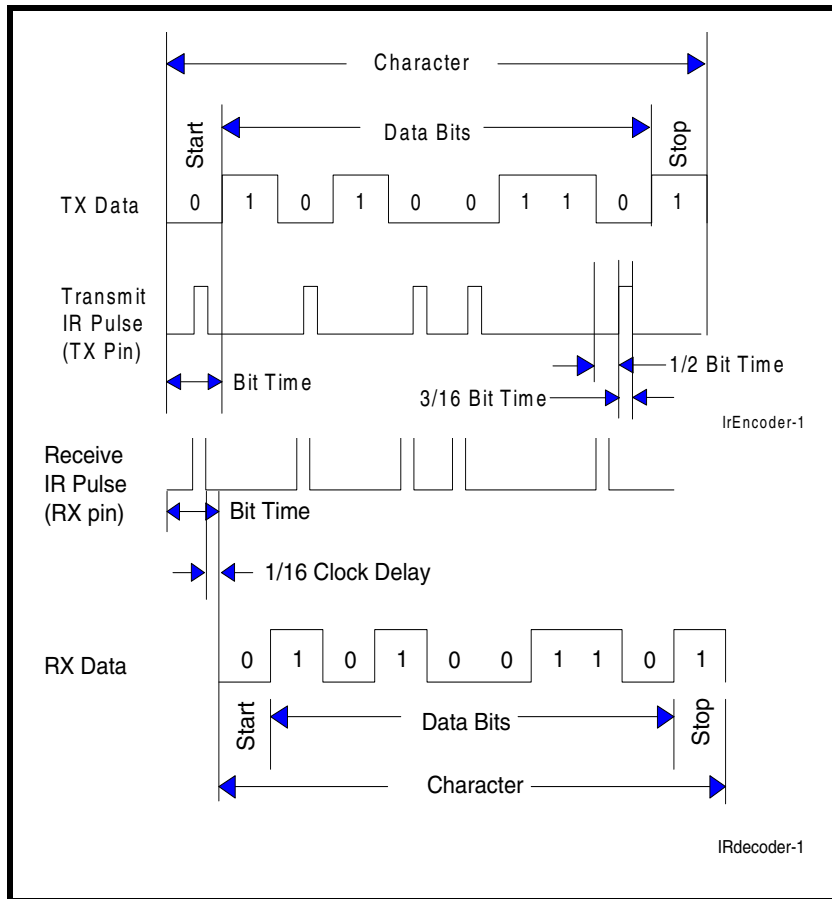 Character
Start
Data Bits
Stop
TX Data
0 1 0 1 0 0 1 1 0 1
Transmit
IR Pulse
(TX Pin)
Bit Time
1/2 Bit Time
3/16 Bit Time
IrEncoder-1
Receive
IR Pulse
(RX pin)
Bit Time
1/16 Clock Delay
RX Data
0 1 0 1 0 0 1 1 0 1
Start
Data Bits
Stop
Character
IRdecoder-1